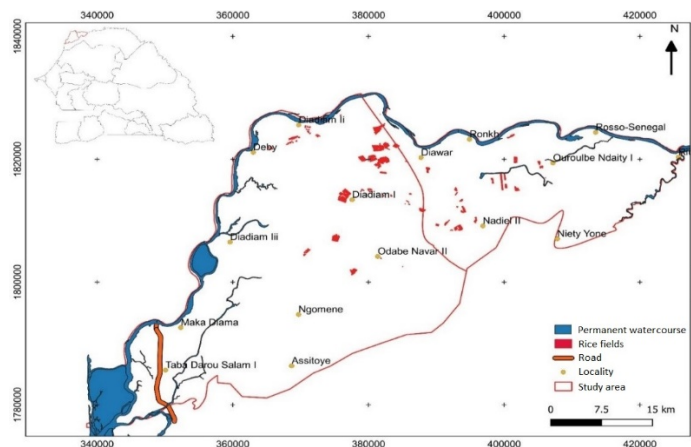 340000 360000 380000 400000 420000
1840000
N
Diadiam Ii
Ronkh
Rosso-Senegal
Deby
Diawar
1820000
Ouroulbe Ndaity I
Diadiam I
Nadiel II
Diadiam Iii
Niety Yone
Odabe Navar II
1800000
Ngomene
Maka Diama
Permanent watercourse
Rice fields
Road
Locality
Study area
Taba Darou Salam I
Assitoye
0 7.5 15 km
1780000
340000 360000 380000 400000 420000